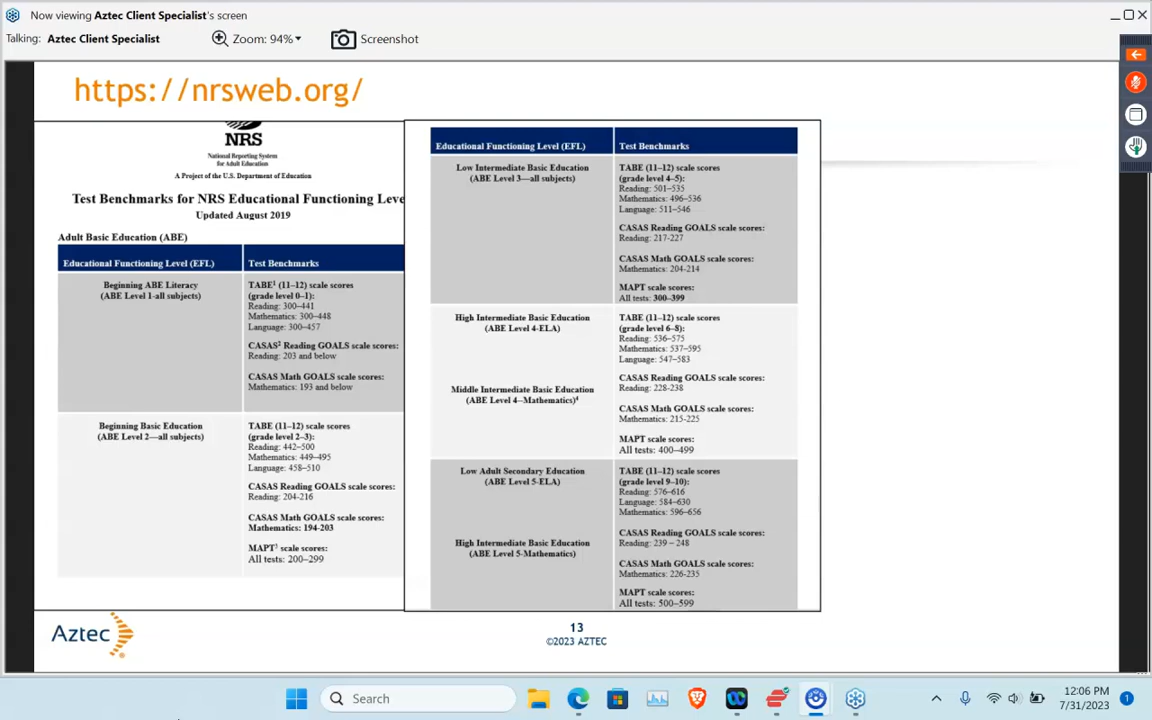 Now viewing Aztec Client Specialist's screen
Talking: Aztec Client Specialist
Zoom: 94%
Screenshot
https://nrsweb.org/
NRS
National Reporting System
for Adult Education
A Project of the U.S. Department of Education
Test Benchmarks for NRS Educational Functioning Leve
Updated August 2019
Adult Basic Education (ABE)
Educational Functioning Level (EFL)
Test Benchmarks
Beginning ABE Literacy
(ABE Level 1-all subjects)
TABE¹ (11–12) scale scores
(grade level 0–1):
Reading: 300–441
Mathematics: 300–448
Language: 300–457
CASAS² Reading GOALS scale scores:
Reading: 203 and below
CASAS Math GOALS scale scores:
Mathematics: 193 and below
Beginning Basic Education
(ABE Level 2—all subjects)
TABE (11–12) scale scores
(grade level 2–3):
Reading: 442–500
Mathematics: 449–495
Language: 458–510
CASAS Reading GOALS scale scores:
Reading: 204-216
CASAS Math GOALS scale scores:
Mathematics: 194-203
MAPT³ scale scores:
All tests: 200–299
Educational Functioning Level (EFL)
Test Benchmarks
Low Intermediate Basic Education
(ABE Level 3—all subjects)
TABE (11–12) scale scores
(grade level 4–5):
Reading: 501–535
Mathematics: 496–536
Language: 511–546
CASAS Reading GOALS scale scores:
Reading: 217-227
CASAS Math GOALS scale scores:
Mathematics: 204-214
MAPT scale scores:
All tests: 300–399
High Intermediate Basic Education
(ABE Level 4-ELA)
Middle Intermediate Basic Education
(ABE Level 4–Mathematics)⁴
TABE (11–12) scale scores
(grade level 6–8):
Reading: 536–575
Mathematics: 537–595
Language: 547–583
CASAS Reading GOALS scale scores:
Reading: 228-238
CASAS Math GOALS scale scores:
Mathematics: 215-225
MAPT scale scores:
All tests: 400–499
Low Adult Secondary Education
(ABE Level 5-ELA)
High Intermediate Basic Education
(ABE Level 5-Mathematics)
TABE (11–12) scale scores
(grade level 9–10):
Reading: 576–616
Language: 584–630
Mathematics: 596–656
CASAS Reading GOALS scale scores:
Reading: 239 – 248
CASAS Math GOALS scale scores:
Mathematics: 226-235
MAPT scale scores:
All tests: 500–599
Aztec
13
©2023 AZTEC
Search
12:06 PM
7/31/2023
1